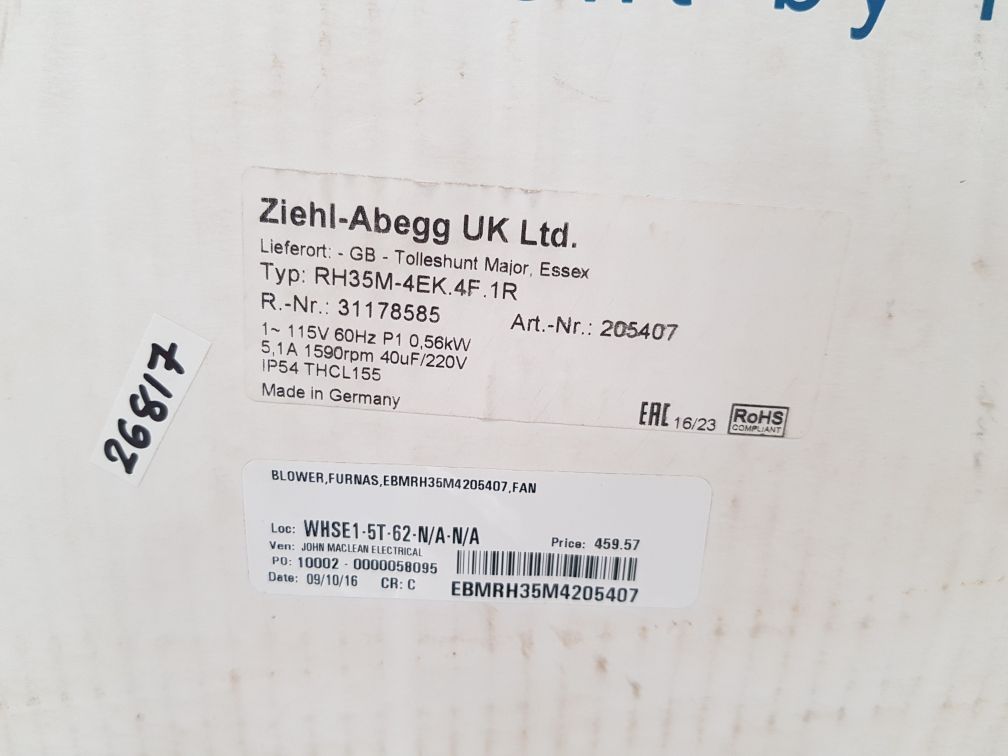 by
Ziehl-Abegg UK Ltd.
Lieferort: - GB - Tolleshunt Major, Essex
Typ: RH35M-4EK.4F.1R
R.-Nr.: 31178585 Art.-Nr.: 205407
1~ 115V 60Hz P1 0,56kW
5,1A 1590rpm 40uF/220V
IP54 THCL155
Made in Germany
EAC 16/23 RoHS
COMPLIANT
26817
BLOWER,FURNAS,EBMRH35M4205407,FAN
Loc: WHSE1-5T-62-N/A-N/A
Price: 459.57
Ven: JOHN MACLEAN ELECTRICAL
PO: 10002 - 0000058095
Date: 09/10/16 CR: C
EBMRH35M4205407